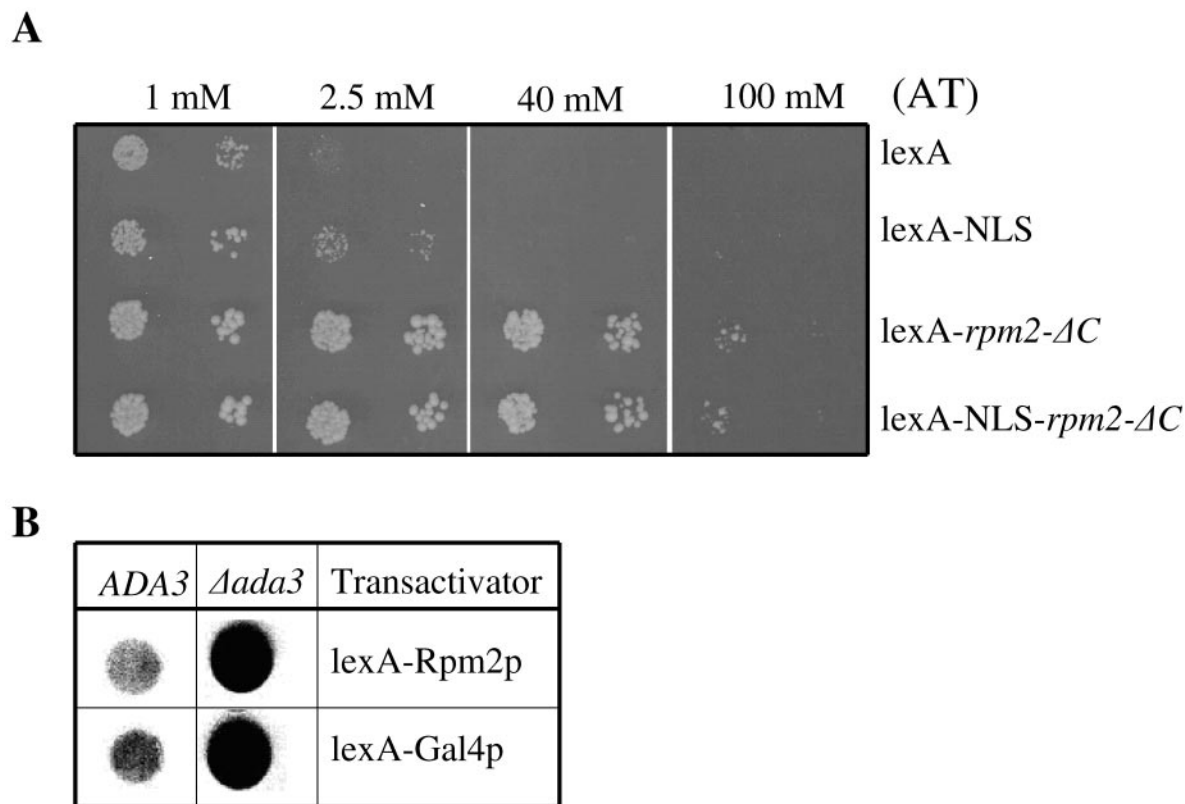 A
1 mM 2.5 mM 40 mM 100 mM (AT)
lexA
lexA-NLS
lexA-rpm2-ΔC
lexA-NLS-rpm2-ΔC
B
ADA3 Δada3 Transactivator
lexA-Rpm2p
lexA-Gal4p